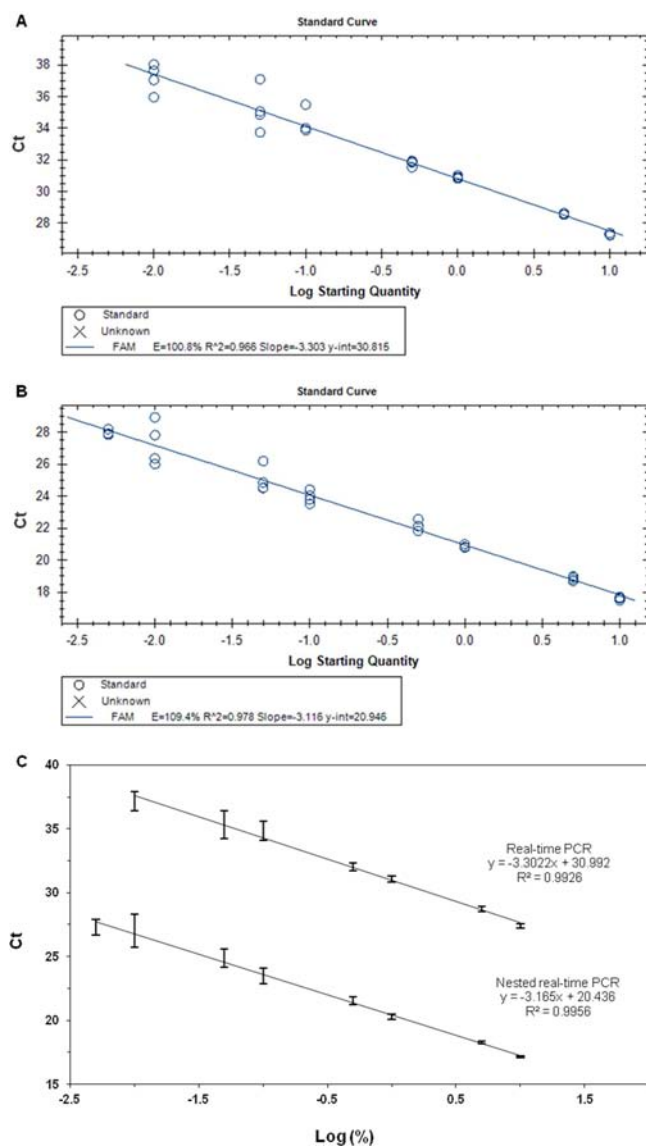 A
Standard Curve
38
36
34
32
30
28
Ct
-2.5 -2.0 -1.5 -1.0 -0.5 0.0 0.5 1.0
Log Starting Quantity
Standard
Unknown
FAM E=100.8% R^2=0.966 Slope=-3.303 y-int=30.815
B
Standard Curve
28
26
24
22
20
18
Ct
-2.5 -2.0 -1.5 -1.0 -0.5 0.0 0.5 1.0
Log Starting Quantity
Standard
Unknown
FAM E=109.4% R^2=0.978 Slope=-3.116 y-int=20.946
C
40
35
30
25
20
15
Ct
Real-time PCR
y = -3.3022x + 30.992
R² = 0.9926
Nested real-time PCR
y = -3.165x + 20.436
R² = 0.9956
-2.5 -1.5 -0.5 0.5 1.5
Log (%)